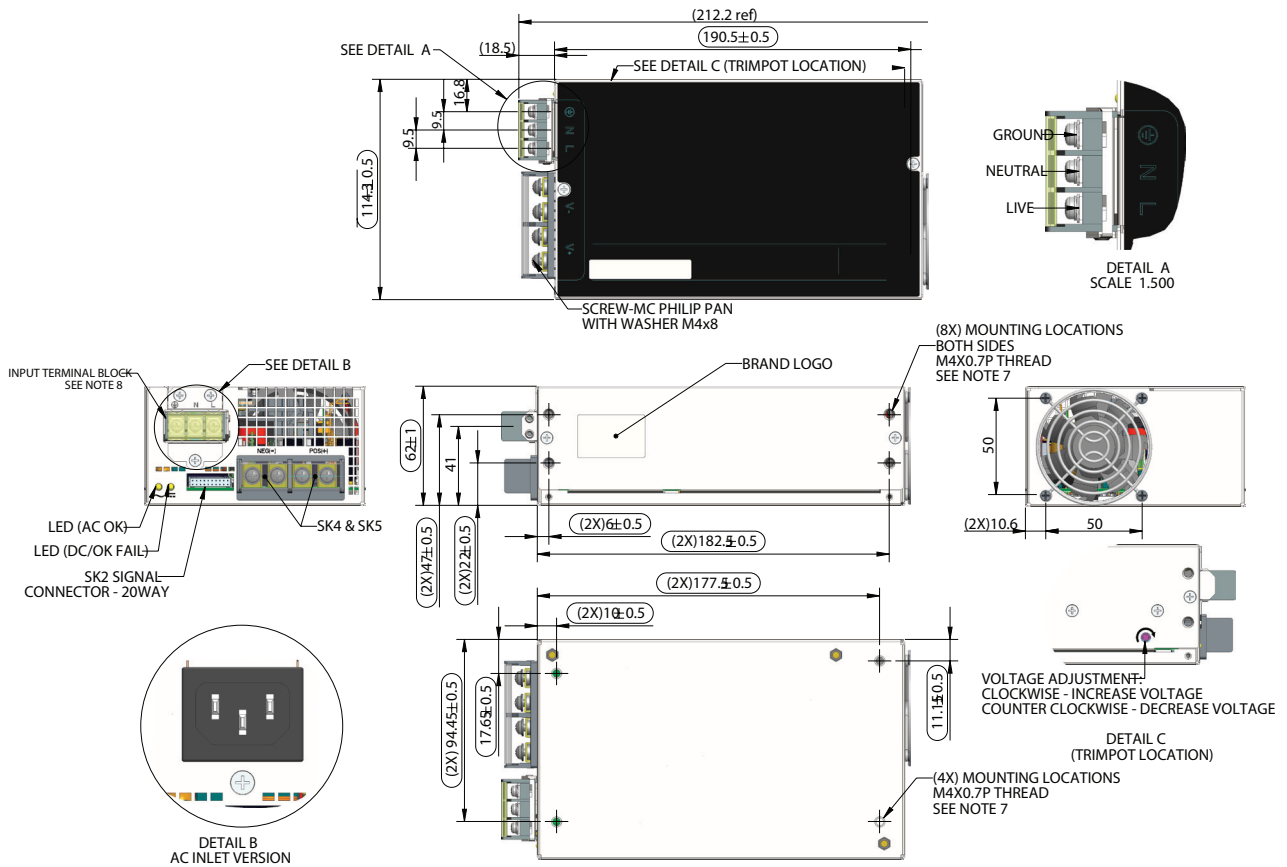 (212.2 ref)
190.5±0.5
SEE DETAIL A
(18.5)
SEE DETAIL C (TRIMPOT LOCATION)
16.8
9.5
9.5
114.3±0.5
N
L
V-
V+
SCREW-MC PHILIP PAN
WITH WASHER M4x8
GROUND
NEUTRAL
LIVE
N
L
DETAIL A
SCALE 1.500
INPUT TERMINAL BLOCK
SEE NOTE 8
SEE DETAIL B
N
L
NEG(-)
POS(+)
LED (AC OK)
LED (DC/OK FAIL)
SK2 SIGNAL
CONNECTOR - 20WAY
SK4 & SK5
BRAND LOGO
(8X) MOUNTING LOCATIONS
BOTH SIDES
M4X0.7P THREAD
SEE NOTE 7
62±1
41
(2X)47±0.5
(2X)22±0.5
(2X)6±0.5
(2X)182.5±0.5
50
(2X)10.6
50
(2X)177.5±0.5
(2X)10±0.5
(2X) 94.45±0.5
17.65±0.5
11.15±0.5
(4X) MOUNTING LOCATIONS
M4X0.7P THREAD
SEE NOTE 7
VOLTAGE ADJUSTMENT:
CLOCKWISE - INCREASE VOLTAGE
COUNTER CLOCKWISE - DECREASE VOLTAGE
DETAIL C
(TRIMPOT LOCATION)
DETAIL B
AC INLET VERSION